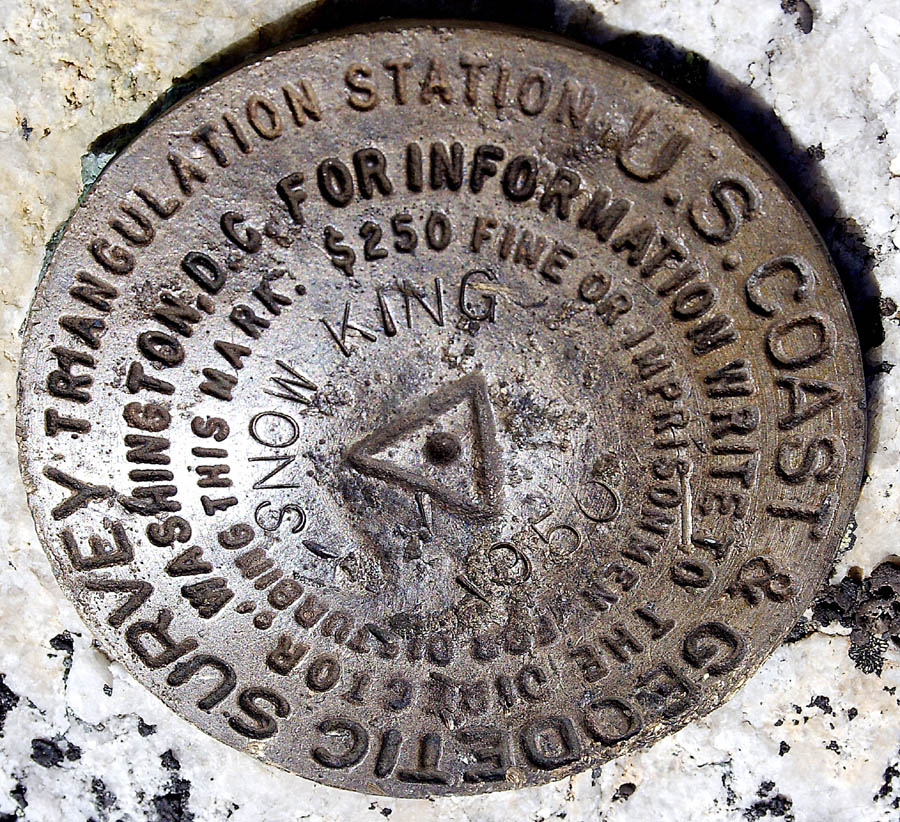 U.S. COAST & GEODETIC SURVEY
TRIANGULATION STATION
FOR INFORMATION WRITE TO THE DIRECTOR, WASHINGTON, D.C.
$250 FINE OR IMPRISONMENT FOR DISTURBING THIS MARK.
SNOW KING
1950